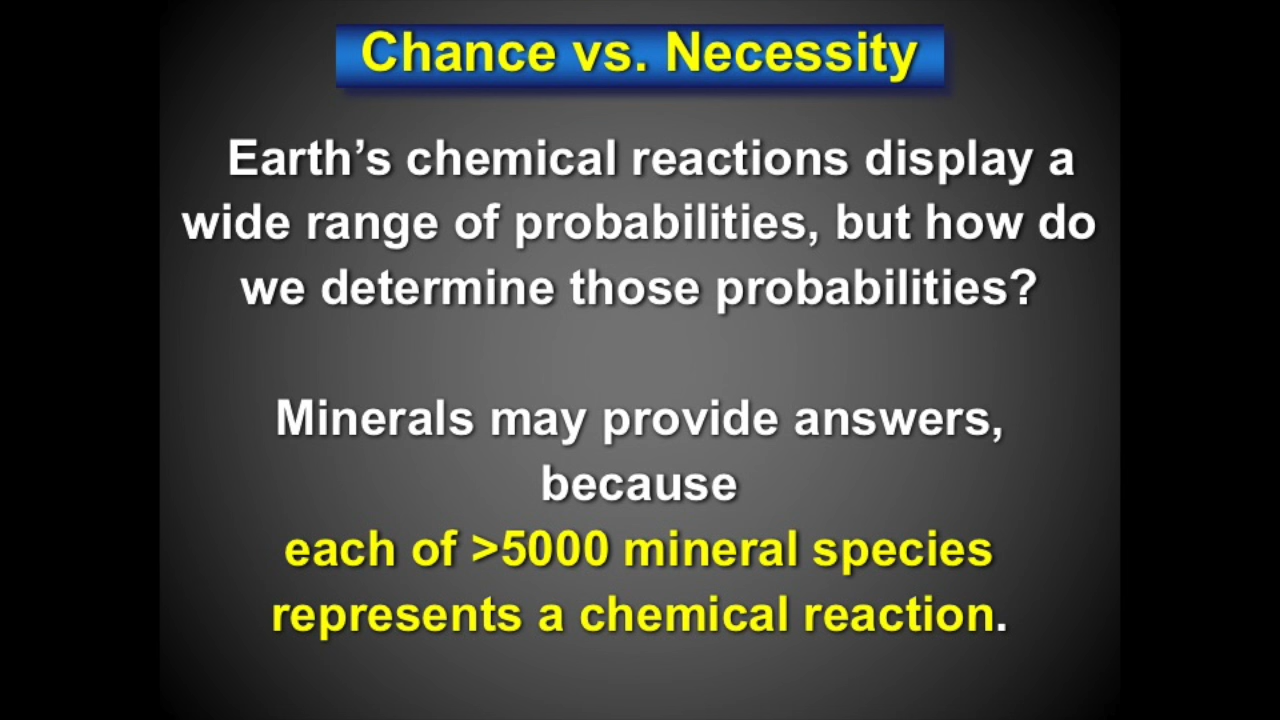 Chance vs. Necessity
Earth’s chemical reactions display a
wide range of probabilities, but how do
we determine those probabilities?
Minerals may provide answers,
because
each of >5000 mineral species
represents a chemical reaction.